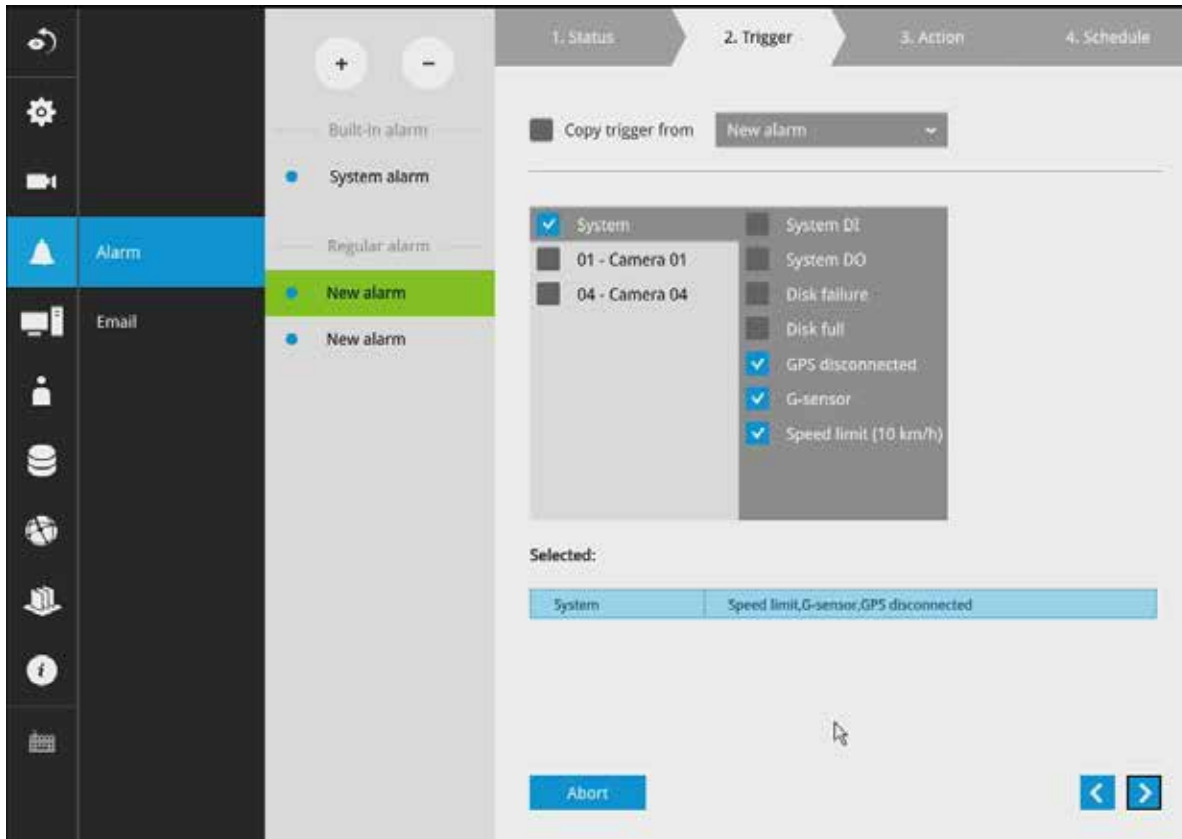 1. Status
2. Trigger
3. Action
4. Schedule
+
−
Built-in alarm
System alarm
Regular alarm
New alarm
New alarm
Alarm
Email
Copy trigger from
New alarm
System
01 - Camera 01
04 - Camera 04
System DI
System DO
Disk failure
Disk full
GPS disconnected
G-sensor
Speed limit (10 km/h)
Selected:
System
Speed limit,G-sensor,GPS disconnected
Abort